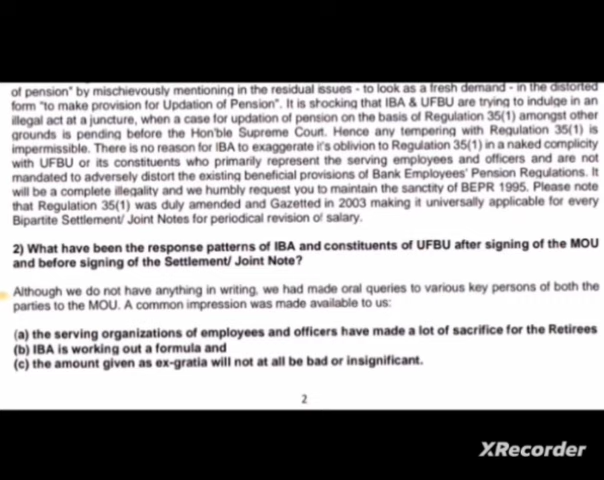 of pension" by mischievously mentioning in the residual issues - to look as a fresh demand - in the distorted
form "to make provision for Updation of Pension". It is shocking that IBA & UFBU are trying to indulge in an
illegal act at a juncture, when a case for updation of pension on the basis of Regulation 35(1) amongst other
grounds is pending before the Hon'ble Supreme Court. Hence any tempering with Regulation 35(1) is
impermissible. There is no reason for IBA to exaggerate it's oblivion to Regulation 35(1) in a naked complicity
with UFBU or its constituents who primarily represent the serving employees and officers and are not
mandated to adversely distort the existing beneficial provisions of Bank Employees' Pension Regulations. It
will be a complete illegality and we humbly request you to maintain the sanctity of BEPR 1995. Please note
that Regulation 35(1) was duly amended and Gazetted in 2003 making it universally applicable for every
Bipartite Settlement/ Joint Notes for periodical revision of salary.
2) What have been the response patterns of IBA and constituents of UFBU after signing of the MOU
and before signing of the Settlement/ Joint Note?
Although we do not have anything in writing, we had made oral queries to various key persons of both the
parties to the MOU. A common impression was made available to us:
(a) the serving organizations of employees and officers have made a lot of sacrifice for the Retirees
(b) IBA is working out a formula and
(c) the amount given as ex-gratia will not at all be bad or insignificant.
2
XRecorder